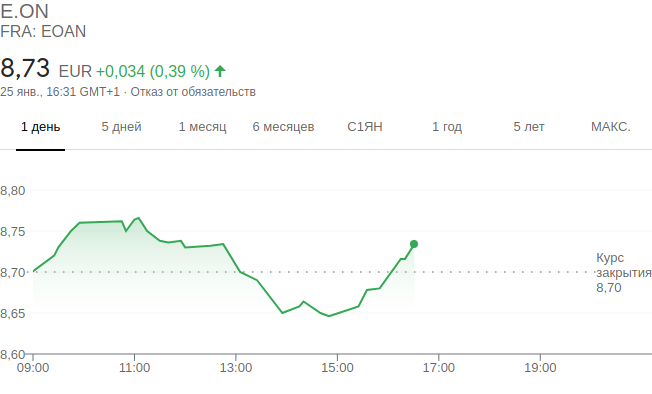 E.ON
FRA: EOAN
8,73 EUR +0,034 (0,39 %)
25 янв., 16:31 GMT+1 · Отказ от обязательств
1 день 5 дней 1 месяц 6 месяцев С1ЯН 1 год 5 лет МАКС.
8,80
8,75
8,70
8,65
8,60
Курс
закрытия
8,70
09:00 11:00 13:00 15:00 17:00 19:00